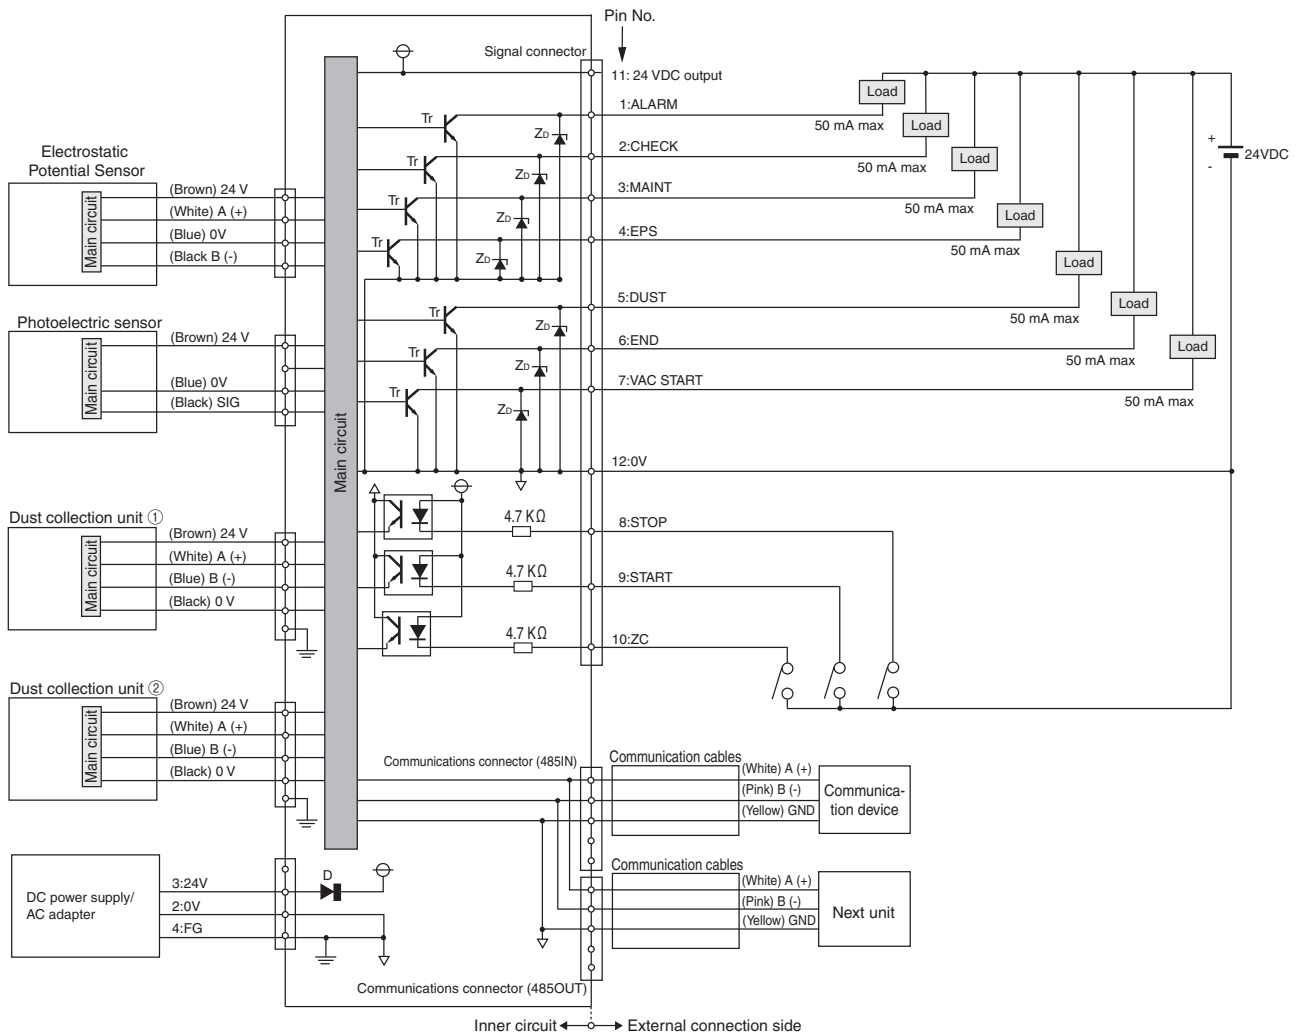 Pin No.
Signal connector
11: 24 VDC output
Load
1:ALARM
50 mA max
Tr
ZD
Load
2:CHECK
50 mA max
Tr
ZD
+
-
24VDC
Load
3:MAINT
50 mA max
Tr
ZD
Load
4:EPS
50 mA max
Tr
ZD
Electrostatic
Potential Sensor
Main circuit
(Brown) 24 V
(White) A (+)
(Blue) 0V
(Black B (-)
Load
5:DUST
50 mA max
Tr
ZD
Load
6:END
50 mA max
Tr
ZD
Load
7:VAC START
50 mA max
Tr
ZD
Photoelectric sensor
Main circuit
(Brown) 24 V
(Blue) 0V
(Black) SIG
Main circuit
12:0V
4.7 KΩ
8:STOP
4.7 KΩ
9:START
4.7 KΩ
10:ZC
Dust collection unit ①
Main circuit
(Brown) 24 V
(White) A (+)
(Blue) B (-)
(Black) 0 V
Dust collection unit ②
Main circuit
(Brown) 24 V
(White) A (+)
(Blue) B (-)
(Black) 0 V
Communications connector (485IN)
Communication cables
(White) A (+)
(Pink) B (-)
(Yellow) GND
Communica-
tion device
Communication cables
(White) A (+)
(Pink) B (-)
(Yellow) GND
Next unit
DC power supply/
AC adapter
3:24V
2:0V
4:FG
D
Communications connector (485OUT)
Inner circuit
External connection side